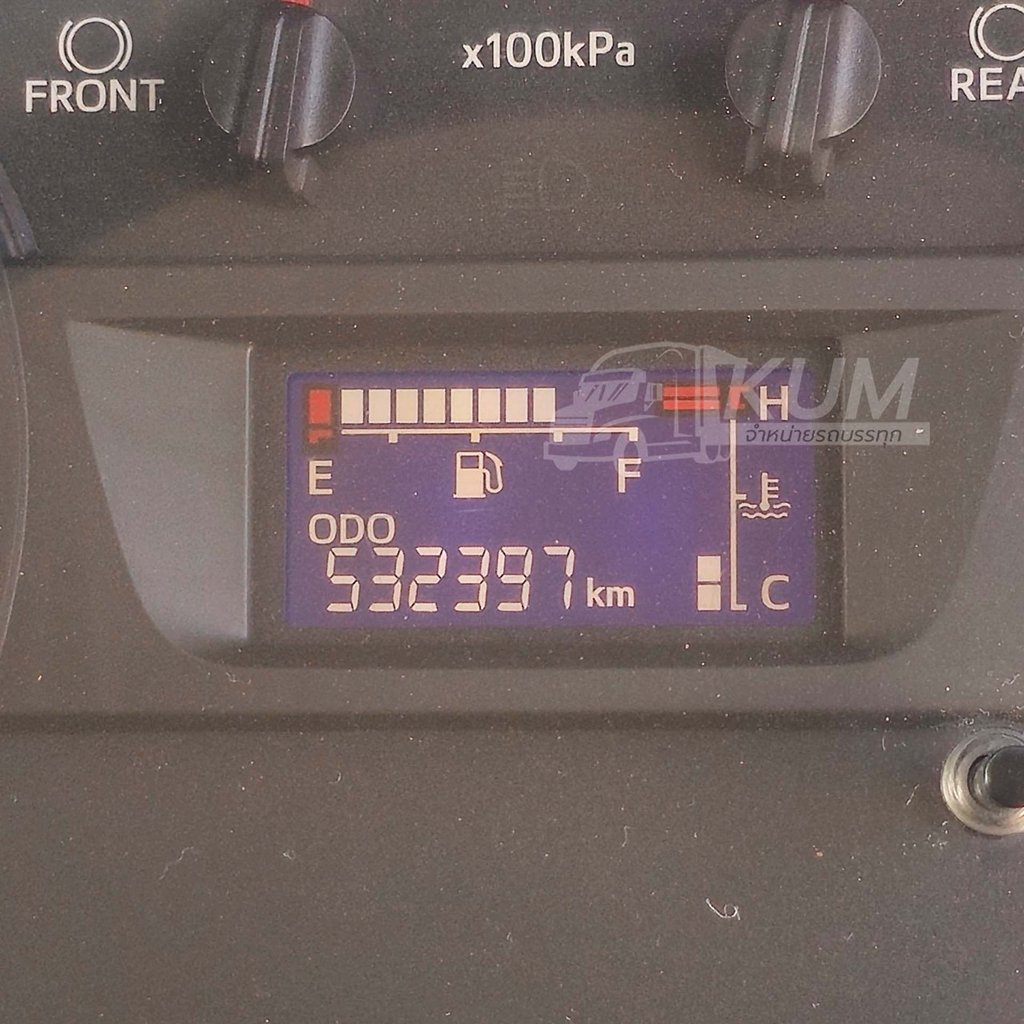 FRONT
x100kPa
REA
H
KUM
จำหน่ายรถบรรทุก
E
F
ODO
532397 km
C